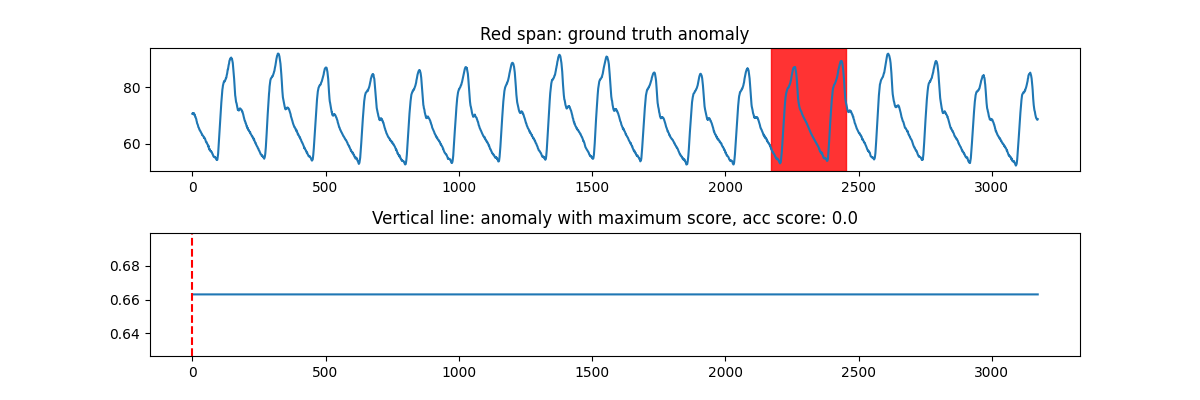 Red span: ground truth anomaly
80
60
0 500 1000 1500 2000 2500 3000
Vertical line: anomaly with maximum score, acc score: 0.0
0.68
0.66
0.64
0 500 1000 1500 2000 2500 3000